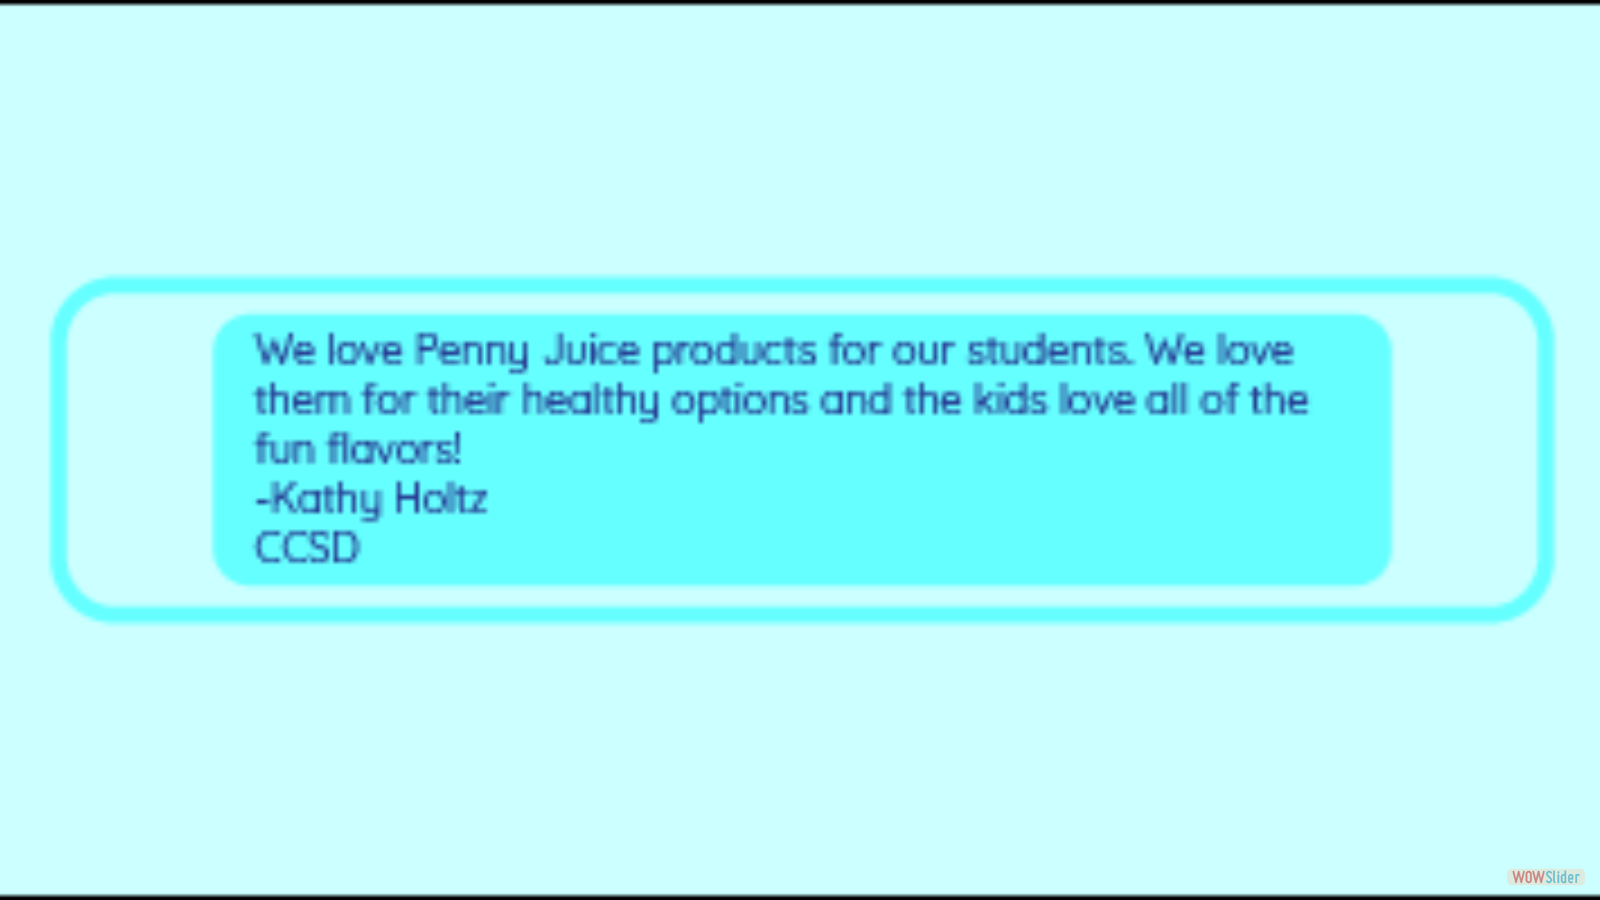 We love Penny Juice products for our students. We love
them for their healthy options and the kids love all of the
fun flavors!
-Kathy Holtz
CCSD
WOWSlider